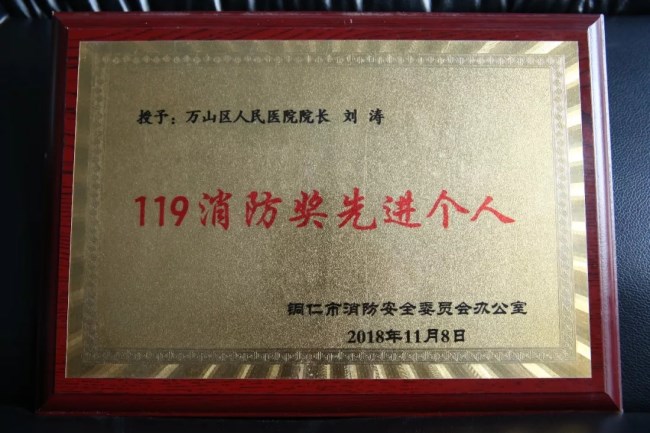 授予：万山区人民医院院长 刘 涛
119消防奖先进个人
铜仁市消防安全委员会办公室
2018年11月8日